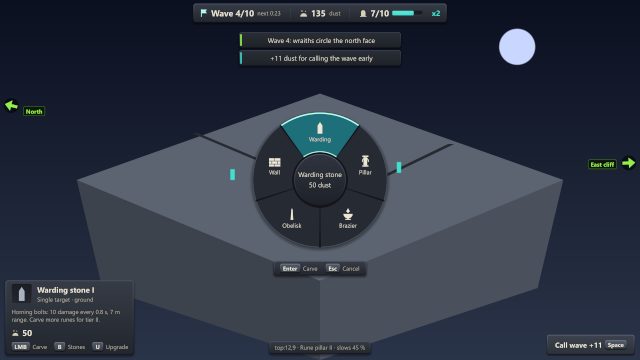 Wave 4/10 next 0:23 135 dust 7/10 x2
Wave 4: wraiths circle the north face
+11 dust for calling the wave early
North
East cliff
Warding
Wall
Pillar
Warding stone
50 dust
Obelisk
Brazier
Enter Carve Esc Cancel
Warding stone I
Single target · ground
Homing bolts: 10 damage every 0.8 s, 7 m
range. Carve more runes for tier II.
50
LMB Carve B Stones U Upgrade
top:12,9 · Rune pillar II · slows 45 %
Call wave +11 Space